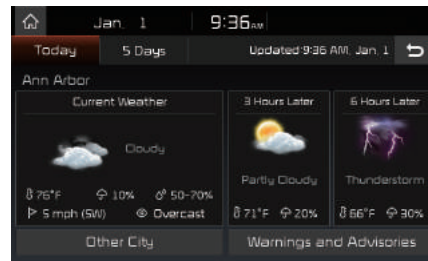 Jan. 1 9:36 AM
Today 5 Days Updated 9:36 AM, Jan. 1
Ann Arbor
Current Weather 3 Hours Later 6 Hours Later
Cloudy
Partly Cloudy Thunderstorm
76°F 10% 50-70%
71°F 20% 66°F 30%
5 mph (SW) Overcast
Other City Warnings and Advisories